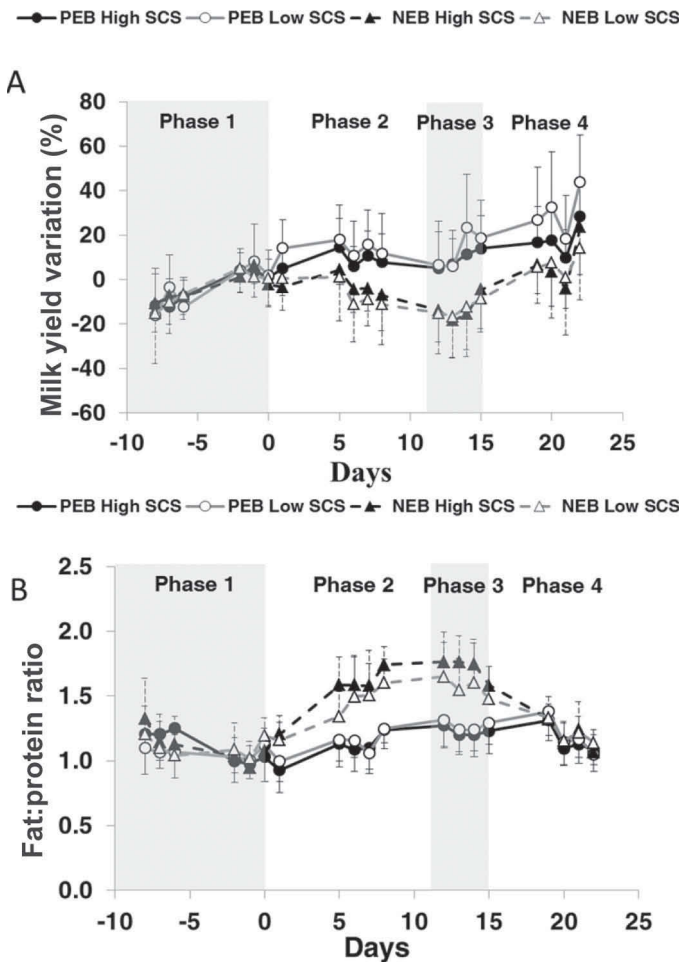 PEB High SCS PEB Low SCS NEB High SCS NEB Low SCS
A
Milk yield variation (%)
80
60
40
20
0
-20
-40
-60
Phase 1 Phase 2 Phase 3 Phase 4
-10 -5 0 5 10 15 20 25
Days
PEB High SCS PEB Low SCS NEB High SCS NEB Low SCS
B
Fat:protein ratio
2.5
2.0
1.5
1.0
0.5
0.0
Phase 1 Phase 2 Phase 3 Phase 4
-10 -5 0 5 10 15 20 25
Days